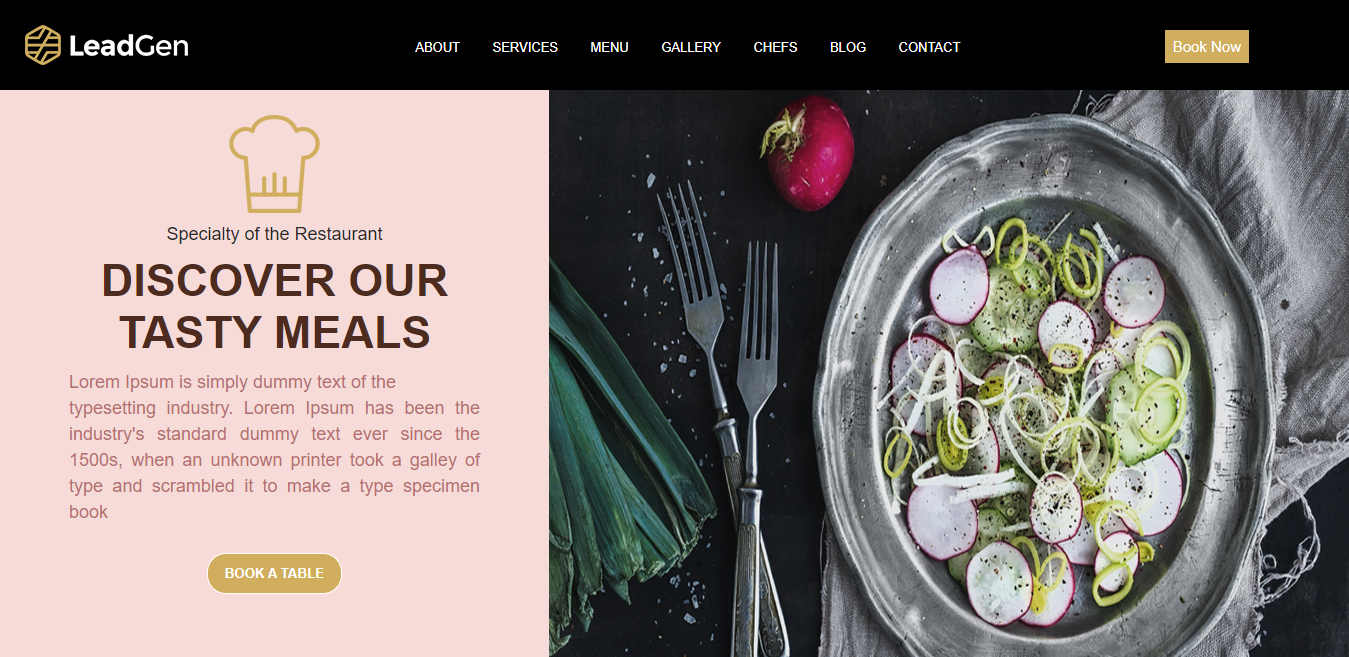 LeadGen
ABOUT SERVICES MENU GALLERY CHEFS BLOG CONTACT
Book Now
Specialty of the Restaurant
DISCOVER OUR
TASTY MEALS
Lorem Ipsum is simply dummy text of the
typesetting industry. Lorem Ipsum has been the
industry's standard dummy text ever since the
1500s, when an unknown printer took a galley of
type and scrambled it to make a type specimen
book
BOOK A TABLE